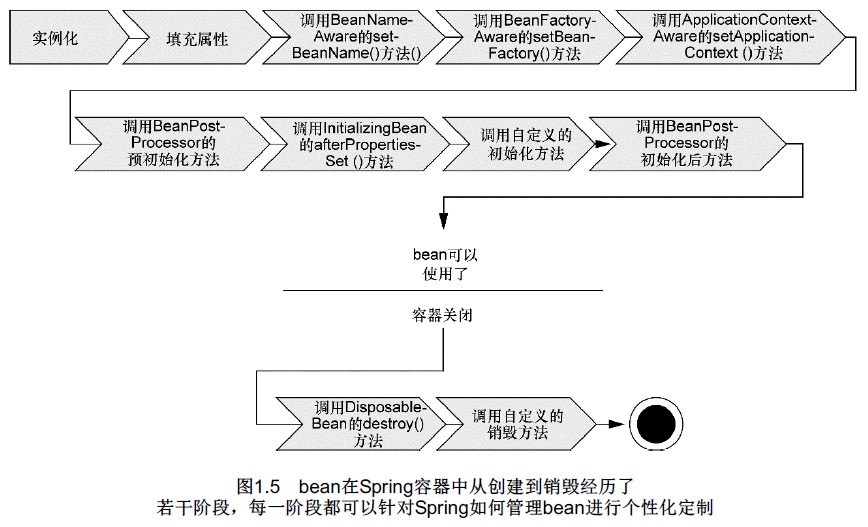 实例化
填充属性
调用BeanName-
Aware的set-
BeanName()方法()
调用BeanFactory-
Aware的setBean-
Factory()方法
调用ApplicationContext-
Aware的setApplication-
Context ()方法
调用BeanPost-
Processor的
预初始化方法
调用InitializingBean
的afterProperties-
Set ()方法
调用自定义的
初始化方法
调用BeanPost-
Processor的
初始化后方法
bean可以
使用了
容器关闭
调用Disposable-
Bean的destroy()
方法
调用自定义的
销毁方法
图1.5 bean在Spring容器中从创建到销毁经历了
若干阶段，每一阶段都可以针对Spring如何管理bean进行个性化定制